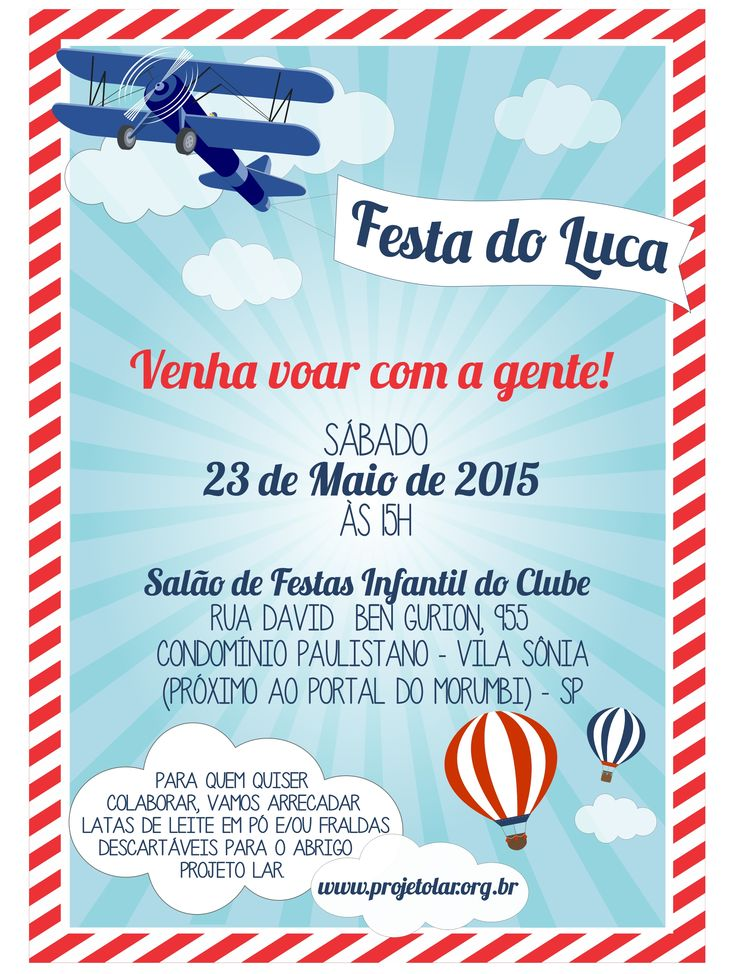 Festa do Luca
Venha voar com a gente!
SÁBADO
23 de Maio de 2015
ÀS 15H
Salão de Festas Infantil do Clube
RUA DAVID BEN GURION, 955
CONDOMÍNIO PAULISTANO - VILA SÔNIA
(PRÓXIMO AO PORTAL DO MORUMBI) - SP
PARA QUEM QUISER
COLABORAR, VAMOS ARRECADAR
LATAS DE LEITE EM PÓ E/OU FRALDAS
DESCARTÁVEIS PARA O ABRIGO
PROJETO LAR
www.projetolar.org.br